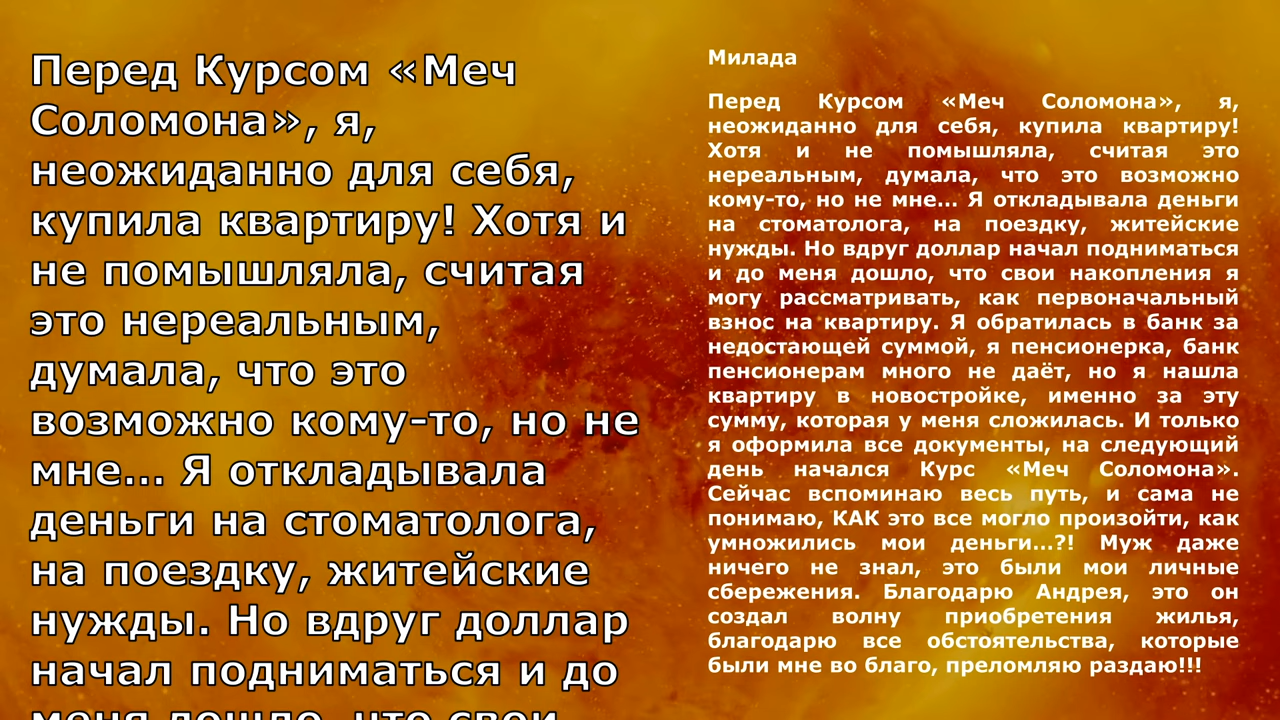 Перед Курсом «Меч
Соломона», я,
неожиданно для себя,
купила квартиру! Хотя и
не помышляла, считая
это нереальным,
думала, что это
возможно кому-то, но не
мне... Я откладывала
деньги на стоматолога,
на поездку, житейские
нужды. Но вдруг доллар
начал подниматься и до
меня дошло, что свои
Милада
Перед Курсом «Меч Соломона», я,
неожиданно для себя, купила квартиру!
Хотя и не помышляла, считая это
нереальным, думала, что это возможно
кому-то, но не мне... Я откладывала деньги
на стоматолога, на поездку, житейские
нужды. Но вдруг доллар начал подниматься
и до меня дошло, что свои накопления я
могу рассматривать, как первоначальный
взнос на квартиру. Я обратилась в банк за
недостающей суммой, я пенсионерка, банк
пенсионерам много не даёт, но я нашла
квартиру в новостройке, именно за эту
сумму, которая у меня сложилась. И только
я оформила все документы, на следующий
день начался Курс «Меч Соломона».
Сейчас вспоминаю весь путь, и сама не
понимаю, КАК это все могло произойти, как
умножились мои деньги...?! Муж даже
ничего не знал, это были мои личные
сбережения. Благодарю Андрея, это он
создал волну приобретения жилья,
благодарю все обстоятельства, которые
были мне во благо, преломляю раздаю!!!